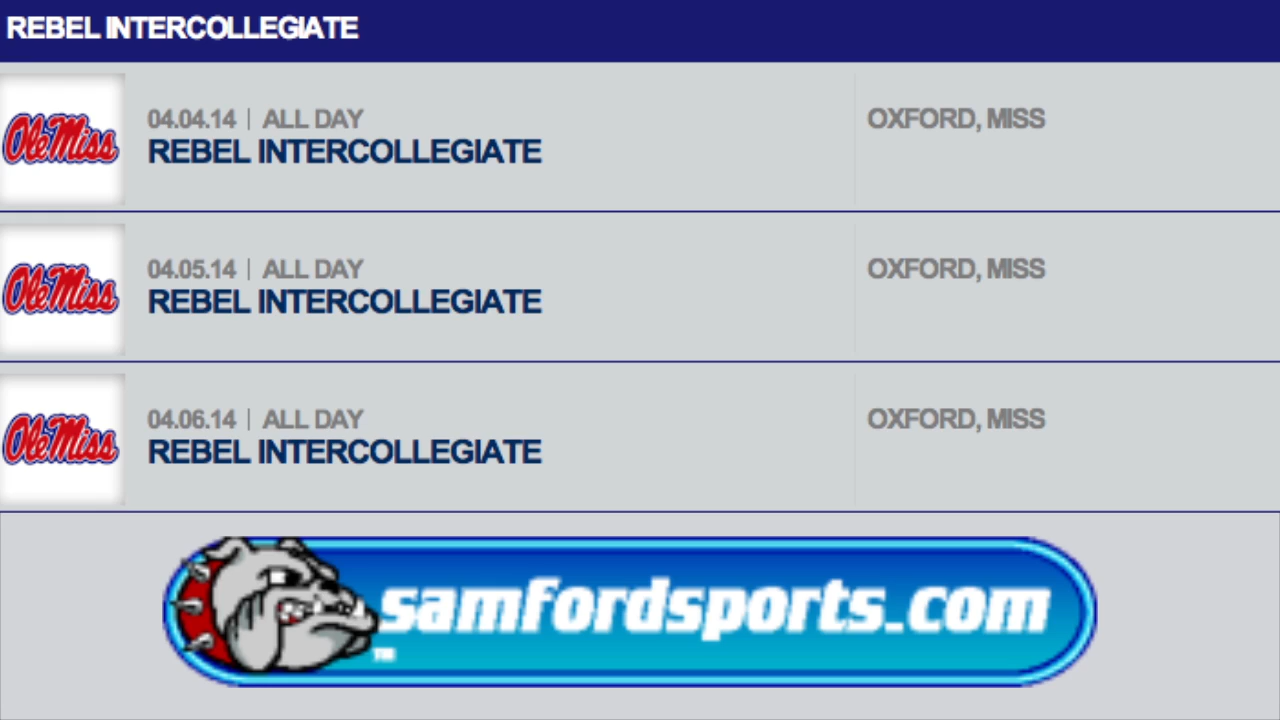 REBEL INTERCOLLEGIATE
Ole Miss
04.04.14 | ALL DAY
OXFORD, MISS
REBEL INTERCOLLEGIATE
Ole Miss
04.05.14 | ALL DAY
OXFORD, MISS
REBEL INTERCOLLEGIATE
Ole Miss
04.06.14 | ALL DAY
OXFORD, MISS
REBEL INTERCOLLEGIATE
samfordsports.com
TM